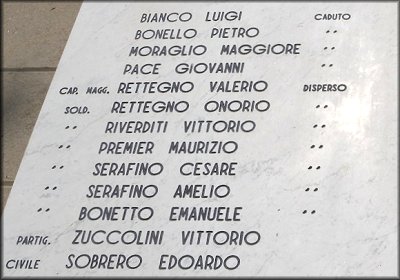 BIANCO LUIGI CADUTO
BONELLO PIETRO "
MORAGLIO MAGGIORE "
PACE GIOVANNI "
CAP. MAGG. RETTEGNO VALERIO DISPERSO
SOLD. RETTEGNO ONORIO "
" RIVERDITI VITTORIO "
" PREMIER MAURIZIO "
" SERAFINO CESARE "
" SERAFINO AMELIO "
" BONETTO EMANUELE "
PARTIG. ZUCCOLINI VITTORIO
CIVILE SOBRERO EDOARDO